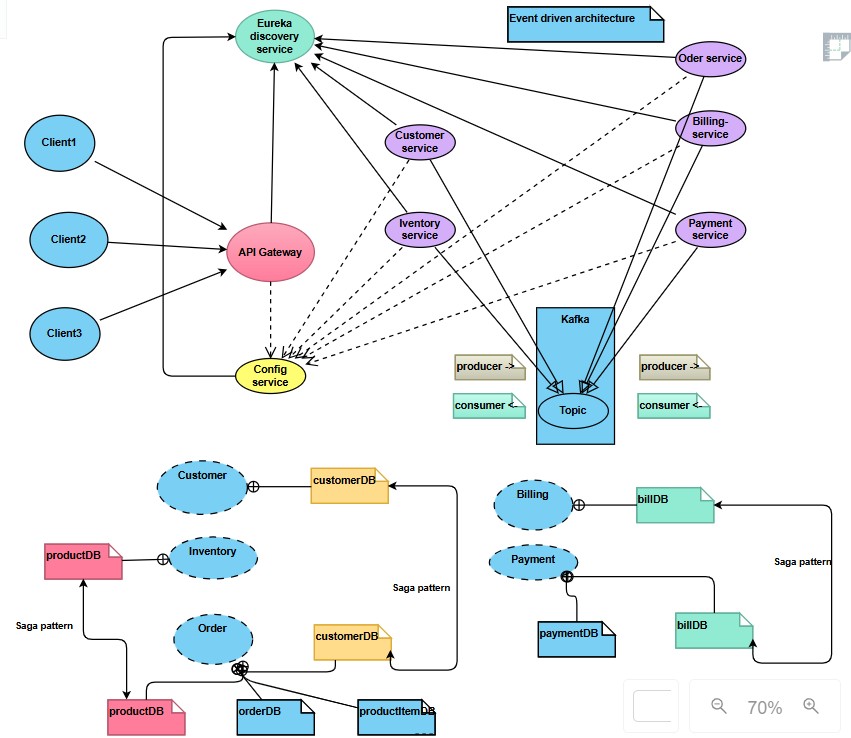 Eureka
discovery
service
Event driven architecture
Oder service
Billing-
service
Customer
service
Client1
Client2
API Gateway
Iventory
service
Payment
service
Client3
Kafka
Config
service
producer ->
producer ->
consumer <-
consumer <-
Topic
Customer
customerDB
Billing
billDB
productDB
Inventory
Payment
Saga pattern
Saga pattern
Saga pattern
Order
customerDB
paymentDB
billDB
productDB
orderDB
productItemDB
70%